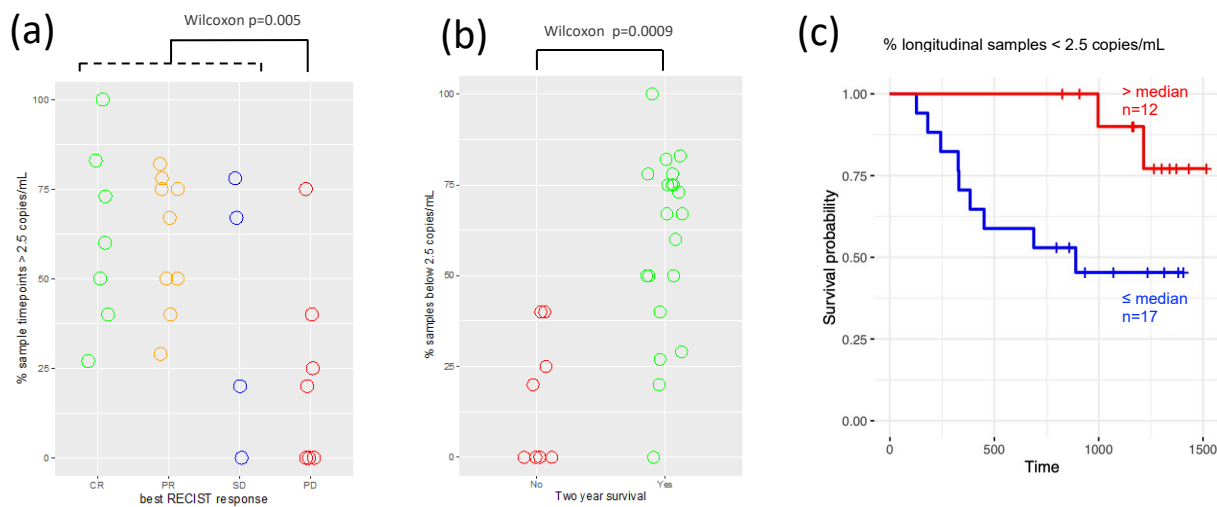 (a)
Wilcoxon p=0.005
% sample timepoints > 2.5 copies/mL
100
75
50
25
0
CR
PR
SD
PD
best RECIST response
(b)
Wilcoxon p=0.0009
% samples below 2.5 copies/mL
100
75
50
25
0
No
Yes
Two year survival
(c)
% longitudinal samples < 2.5 copies/mL
Survival probability
1.00
0.75
0.50
0.25
0.00
> median
n=12
≤ median
n=17
0
500
1000
1500
Time